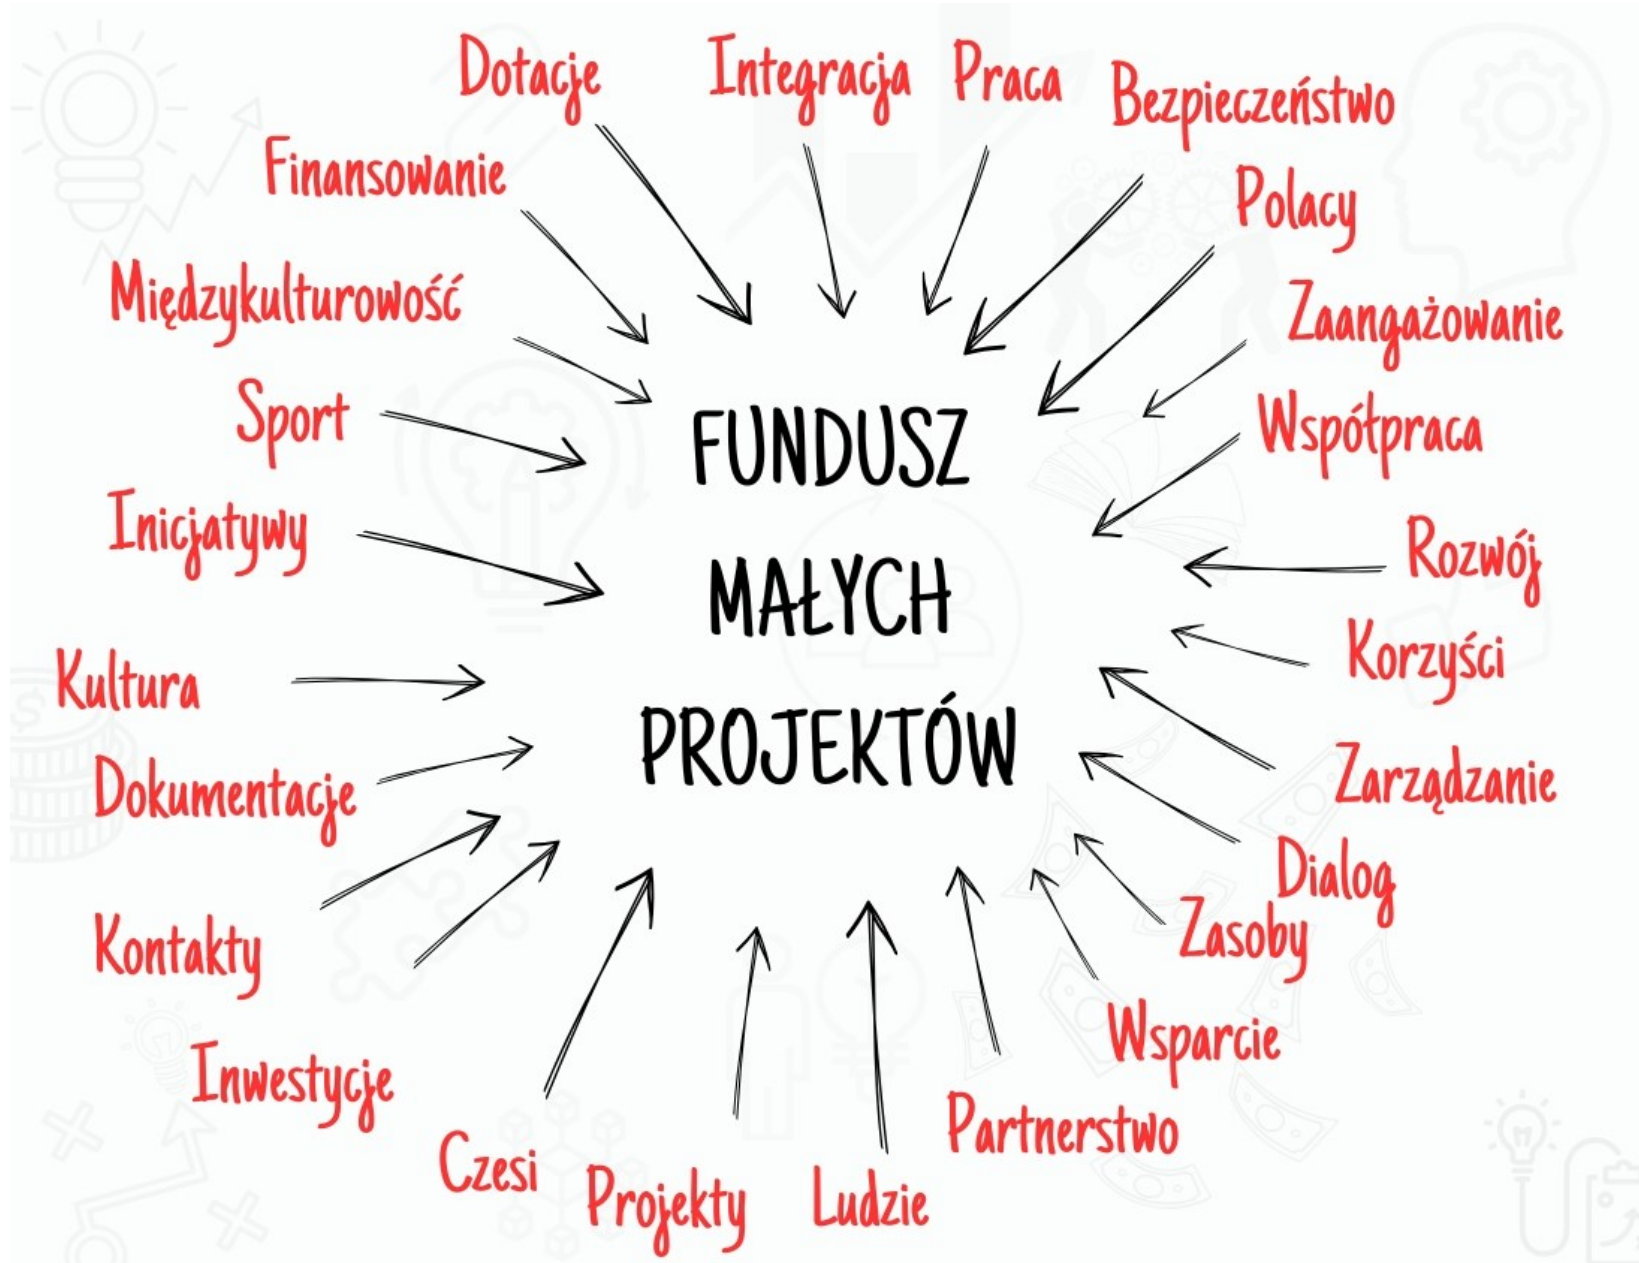 Dotacje
Integracja
Praca
Bezpieczeństwo
Finansowanie
Polacy
Międzykulturowość
Zaangażowanie
Sport
Współpraca
FUNDUSZ
Inicjatywy
Rozwój
MAŁYCH
Korzyści
Kultura
PROJEKTÓW
Dokumentacje
Zarządzanie
Dialog
Kontakty
Zasoby
Wsparcie
Inwestycje
Partnerstwo
Czesi
Projekty
Ludzie